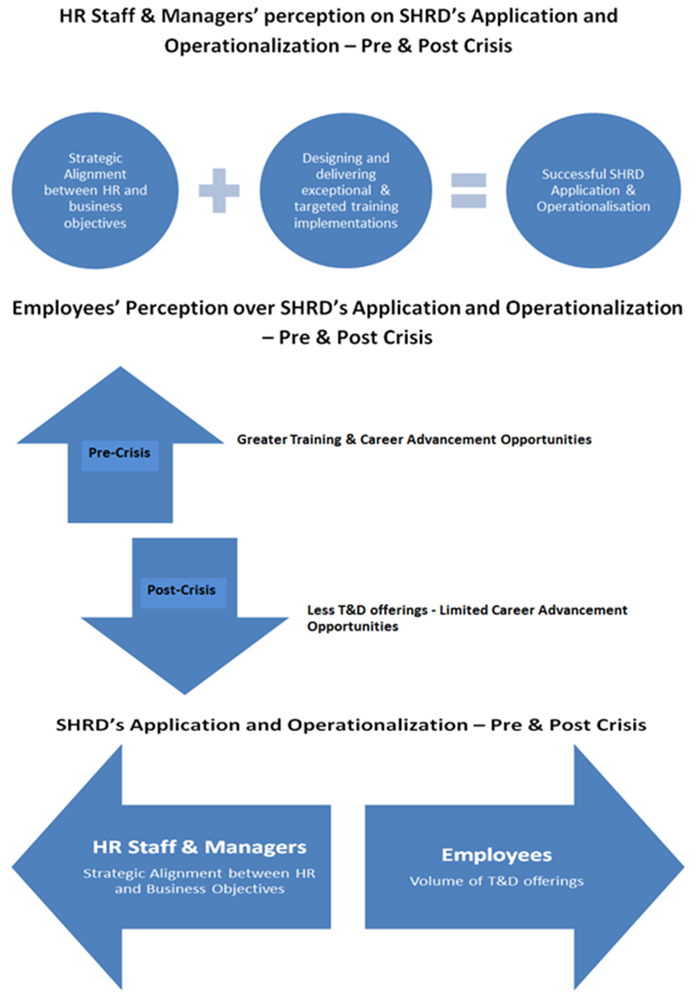 HR Staff & Managers’ perception on SHRD’s Application and
Operationalization – Pre & Post Crisis
Strategic
Alignment
between HR and
business
objectives
Designing and
delivering
exceptional & 
targeted training
implementations
Successful SHRD
Application &
Operationalisation
Employees’ Perception over SHRD’s Application and Operationalization
– Pre & Post Crisis
Pre-Crisis
Greater Training & Career Advancement Opportunities
Post-Crisis
Less T&D offerings - Limited Career Advancement
Opportunities
SHRD’s Application and Operationalization – Pre & Post Crisis
HR Staff & Managers
Strategic Alignment between HR
and Business Objectives
Employees
Volume of T&D offerings